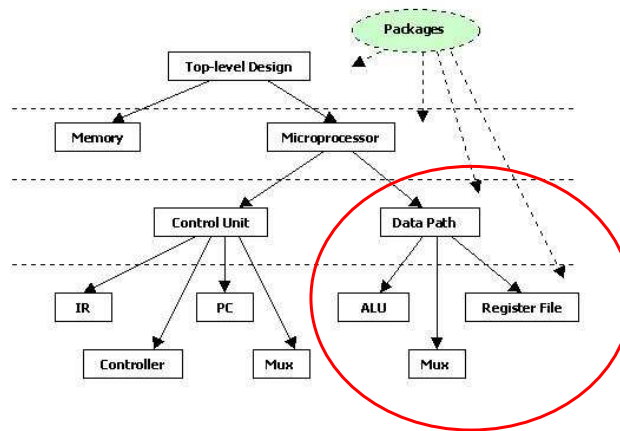 Packages
Top-level Design
Memory
Microprocessor
Control Unit
Data Path
IR
PC
ALU
Register File
Controller
Mux
Mux